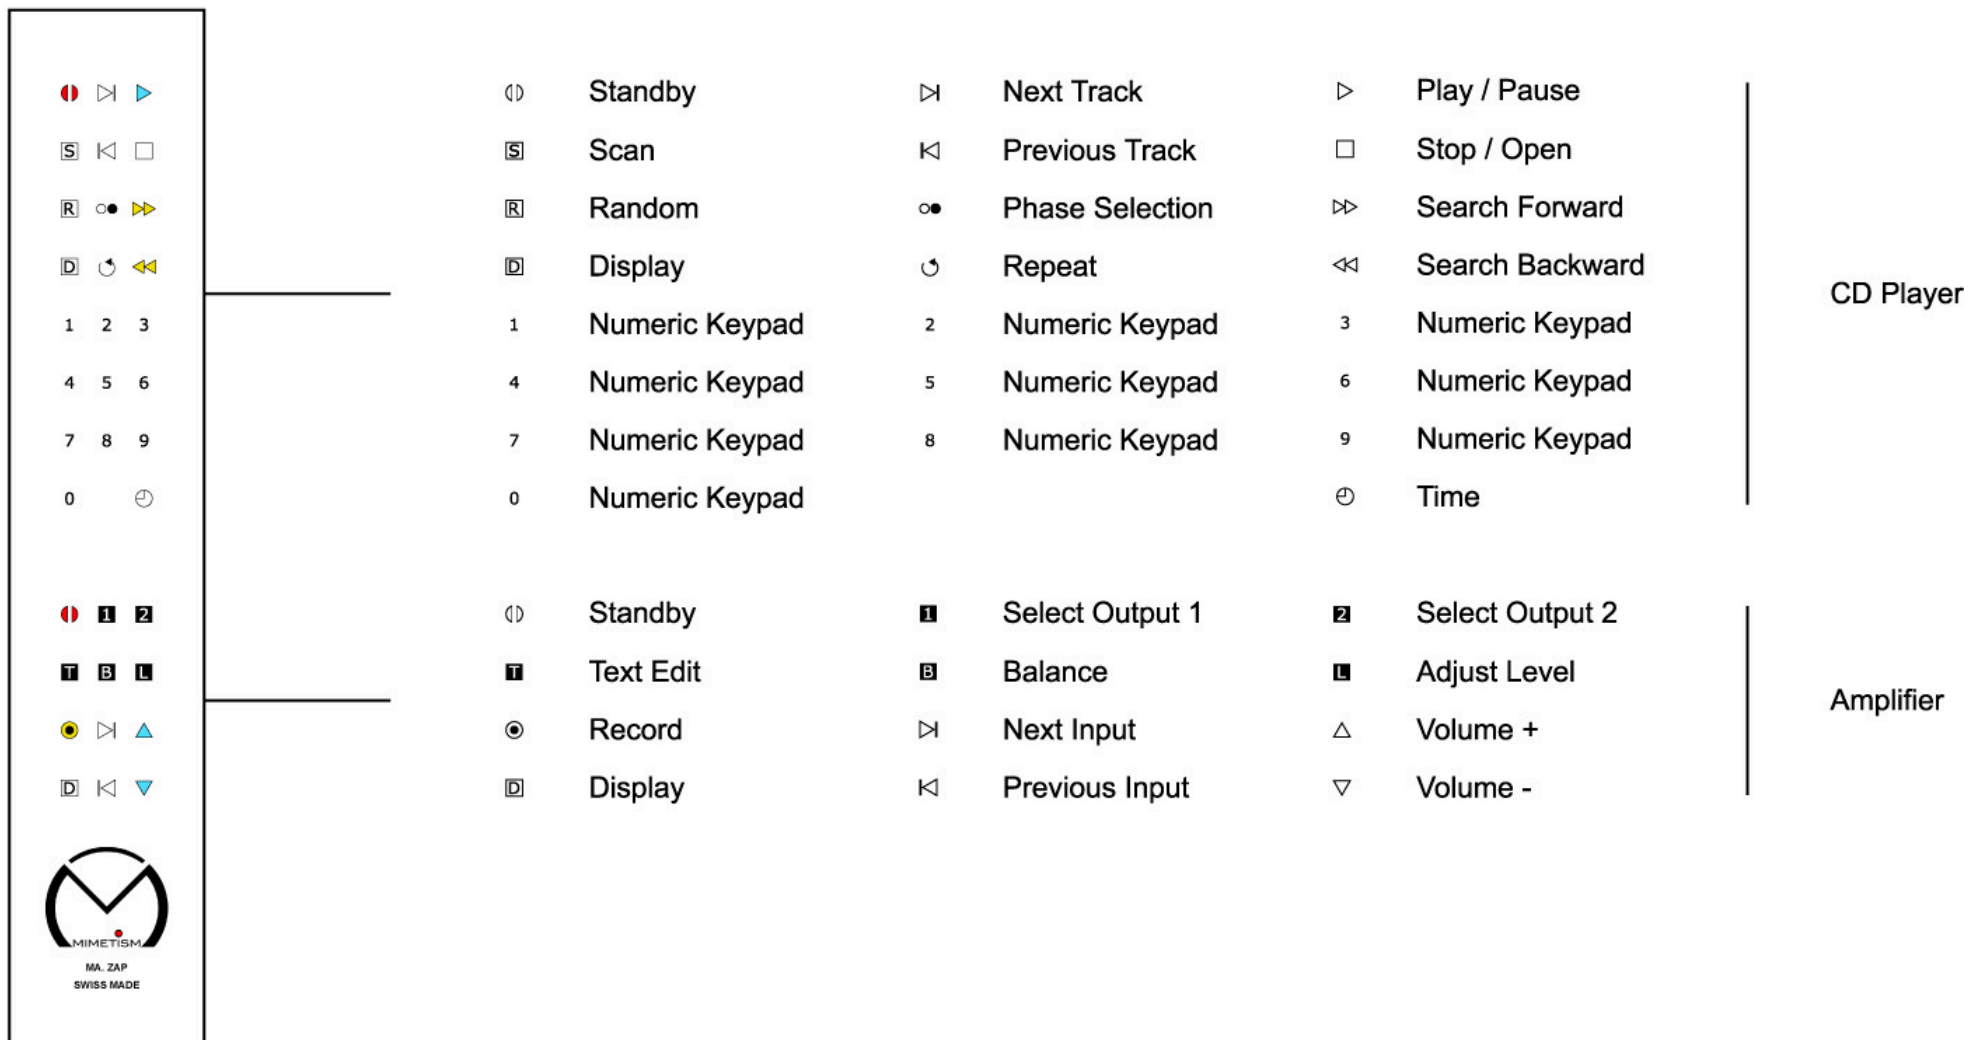 Standby Next Track Play / Pause
S S Scan Previous Track Stop / Open
R R Random Phase Selection Search Forward
D D Display Repeat Search Backward
CD Player
1 2 3 1 Numeric Keypad 2 Numeric Keypad 3 Numeric Keypad
4 5 6 4 Numeric Keypad 5 Numeric Keypad 6 Numeric Keypad
7 8 9 7 Numeric Keypad 8 Numeric Keypad 9 Numeric Keypad
0 0 Numeric Keypad Time
1 2 Standby 1 Select Output 1 2 Select Output 2
T B L T Text Edit B Balance L Adjust Level
Amplifier
Record Next Input Volume +
D D Display Previous Input Volume -
MIMETISM
MA. ZAP
SWISS MADE